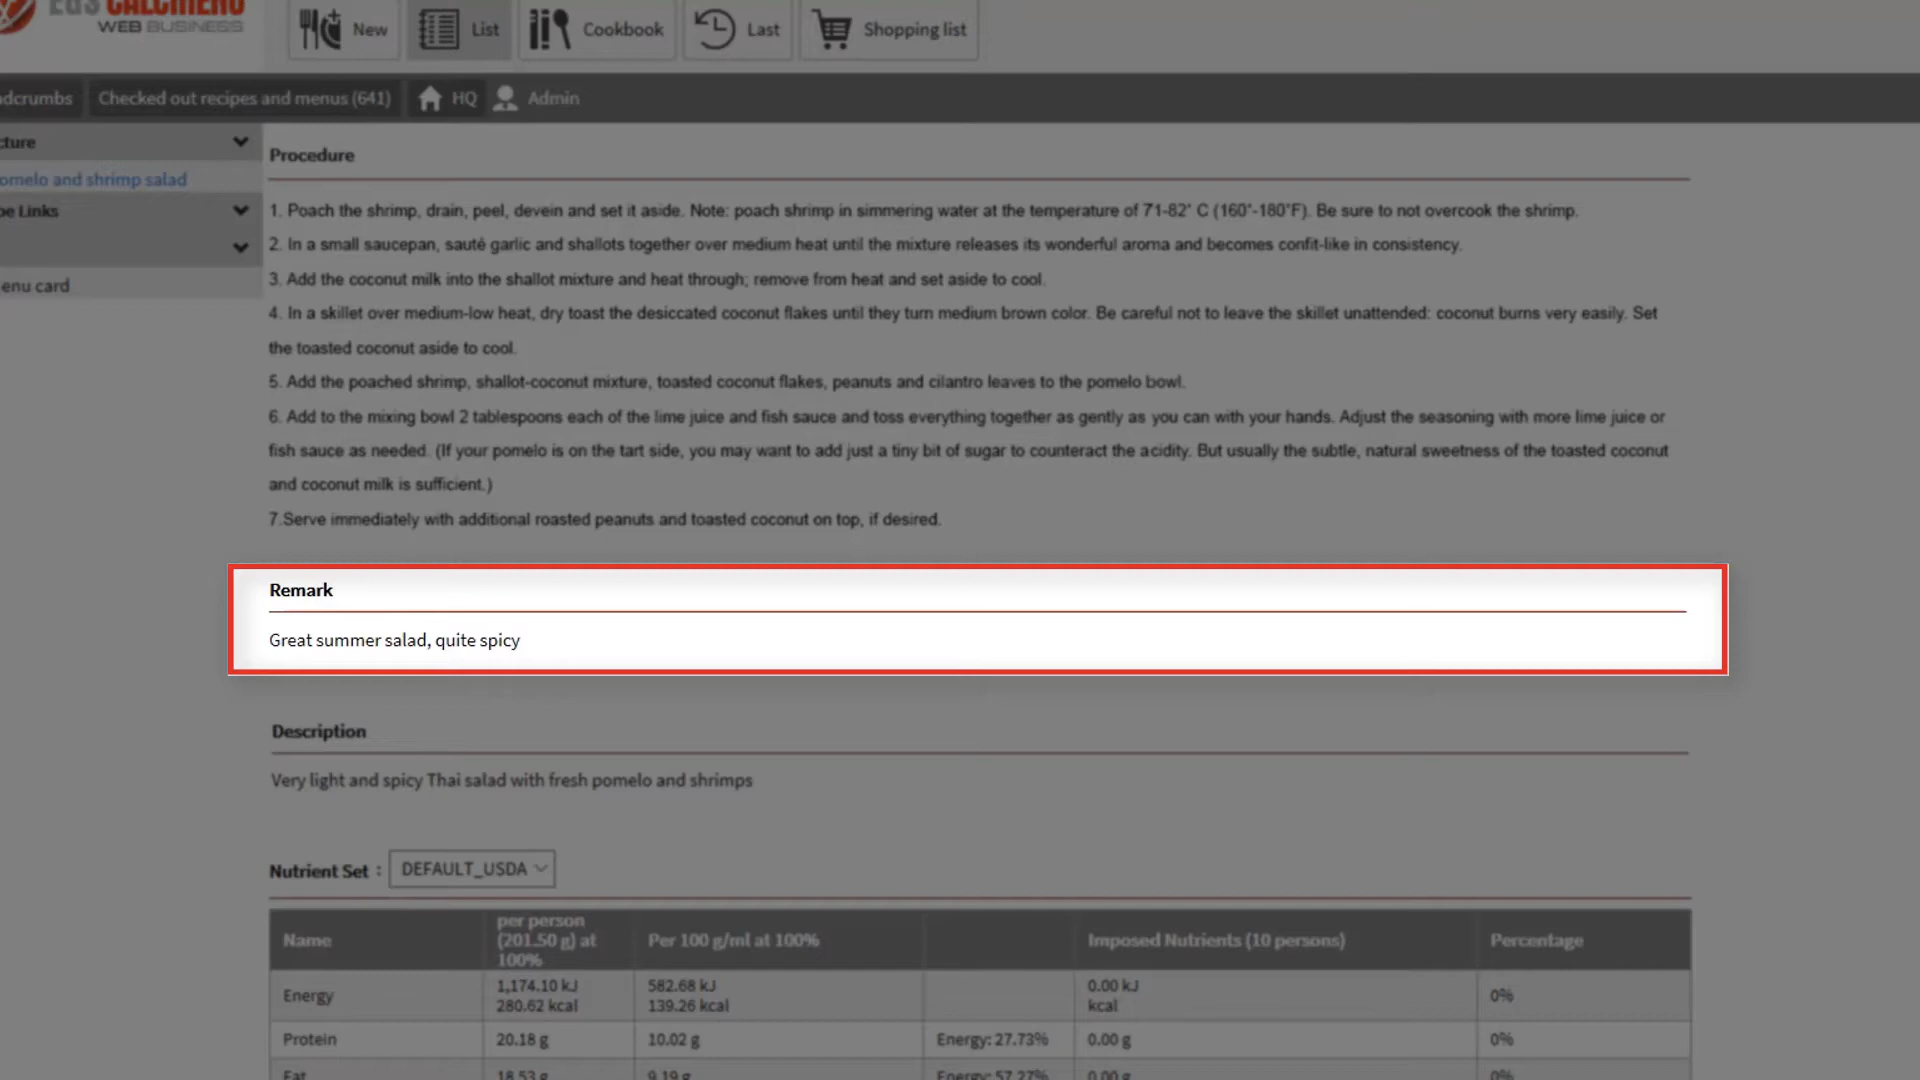 EGS CALCMENU
WEB BUSINESS
New
List
Cookbook
Last
Shopping list
adcrumbs
Checked out recipes and menus (641)
HQ
Admin
cture
omelo and shrimp salad
pe Links
enu card
Procedure
1. Poach the shrimp, drain, peel, devein and set it aside. Note: poach shrimp in simmering water at the temperature of 71-82° C (160°-180°F). Be sure to not overcook the shrimp.
2. In a small saucepan, sauté garlic and shallots together over medium heat until the mixture releases its wonderful aroma and becomes confit-like in consistency.
3. Add the coconut milk into the shallot mixture and heat through; remove from heat and set aside to cool.
4. In a skillet over medium-low heat, dry toast the desiccated coconut flakes until they turn medium brown color. Be careful not to leave the skillet unattended: coconut burns very easily. Set
the toasted coconut aside to cool.
5. Add the poached shrimp, shallot-coconut mixture, toasted coconut flakes, peanuts and cilantro leaves to the pomelo bowl.
6. Add to the mixing bowl 2 tablespoons each of the lime juice and fish sauce and toss everything together as gently as you can with your hands. Adjust the seasoning with more lime juice or
fish sauce as needed. (If your pomelo is on the tart side, you may want to add just a tiny bit of sugar to counteract the acidity. But usually the subtle, natural sweetness of the toasted coconut
and coconut milk is sufficient.)
7.Serve immediately with additional roasted peanuts and toasted coconut on top, if desired.
Remark
Great summer salad, quite spicy
Description
Very light and spicy Thai salad with fresh pomelo and shrimps
Nutrient Set : DEFAULT_USDA
Name
per person
(201.50 g) at
100%
Per 100 g/ml at 100%
Imposed Nutrients (10 persons)
Percentage
Energy
1,174.10 kJ
280.62 kcal
582.68 kJ
139.26 kcal
0.00 kJ
kcal
0%
Protein 20.18 g 10.02 g Energy: 27.73% 0.00 g 0%
Fat 18.53 g 9.19 g Energy: 57.27% 0.00 g 0%